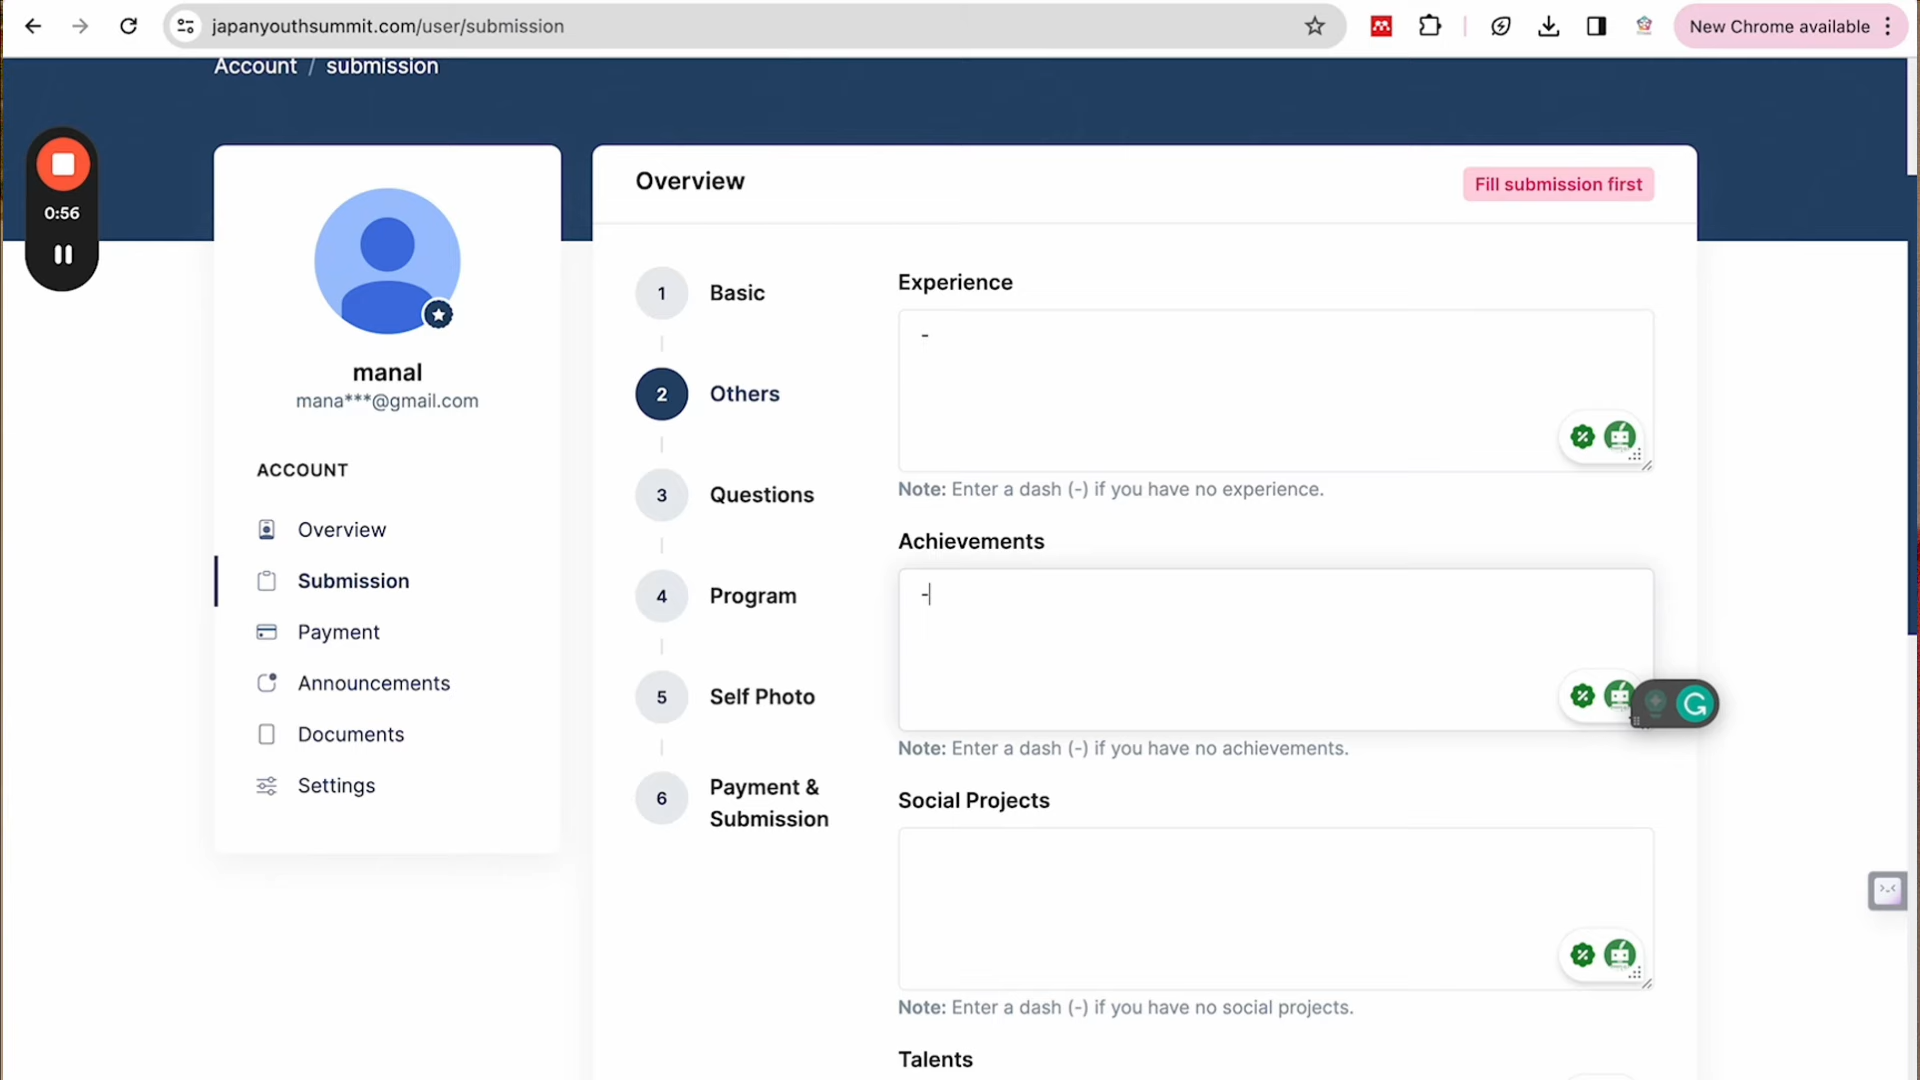 japanyouthsummit.com/user/submission
New Chrome available
Account / submission
0:56
Overview
Fill submission first
manal
mana***@gmail.com
ACCOUNT
Overview
Submission
Payment
Announcements
Documents
Settings
1 Basic
2 Others
3 Questions
4 Program
5 Self Photo
6 Payment &
Submission
Experience
-
Note: Enter a dash (-) if you have no experience.
Achievements
-
Note: Enter a dash (-) if you have no achievements.
Social Projects
Note: Enter a dash (-) if you have no social projects.
Talents